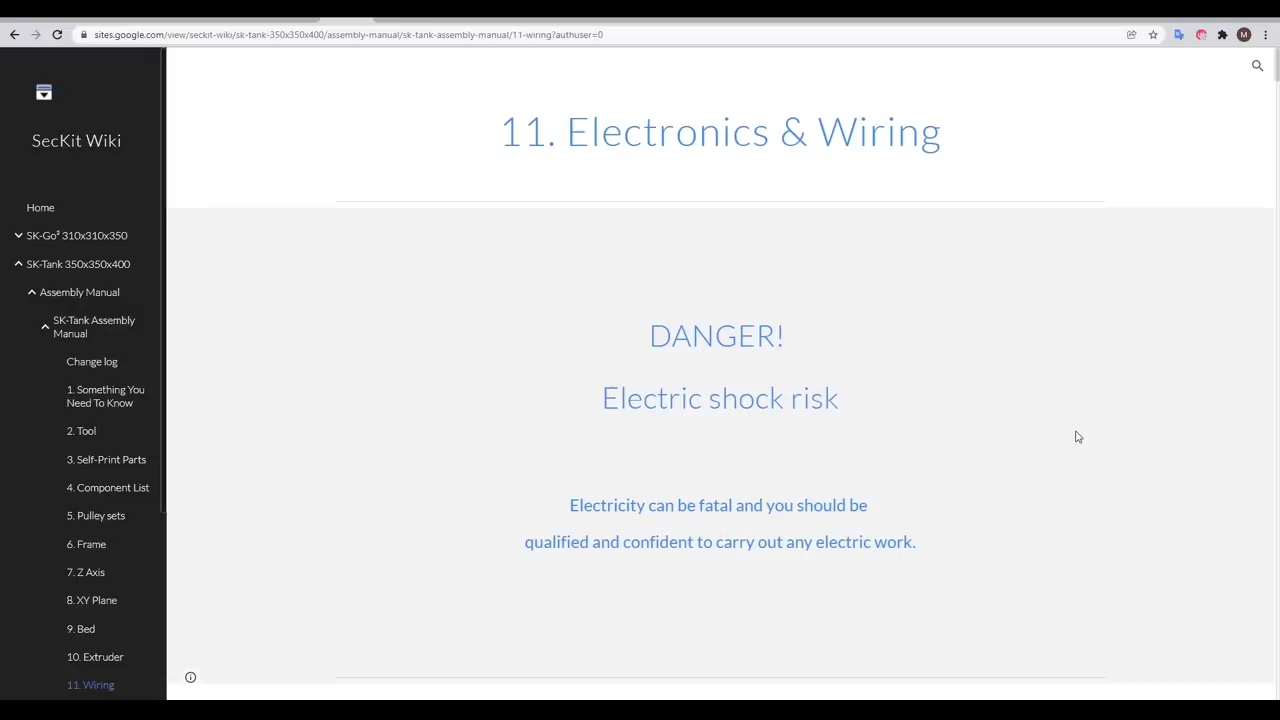 sites.google.com/view/seckit-wiki/sk-tank-350x350x400/assembly-manual/sk-tank-assembly-manual/11-wiring?authuser=0
M
SecKit Wiki
Home
SK-Go² 310x310x350
SK-Tank 350x350x400
Assembly Manual
SK-Tank Assembly
Manual
Change log
1. Something You
Need To Know
2. Tool
3. Self-Print Parts
4. Component List
5. Pulley sets
6. Frame
7. Z Axis
8. XY Plane
9. Bed
10. Extruder
11. Wiring
11. Electronics & Wiring
DANGER!
Electric shock risk
Electricity can be fatal and you should be
qualified and confident to carry out any electric work.